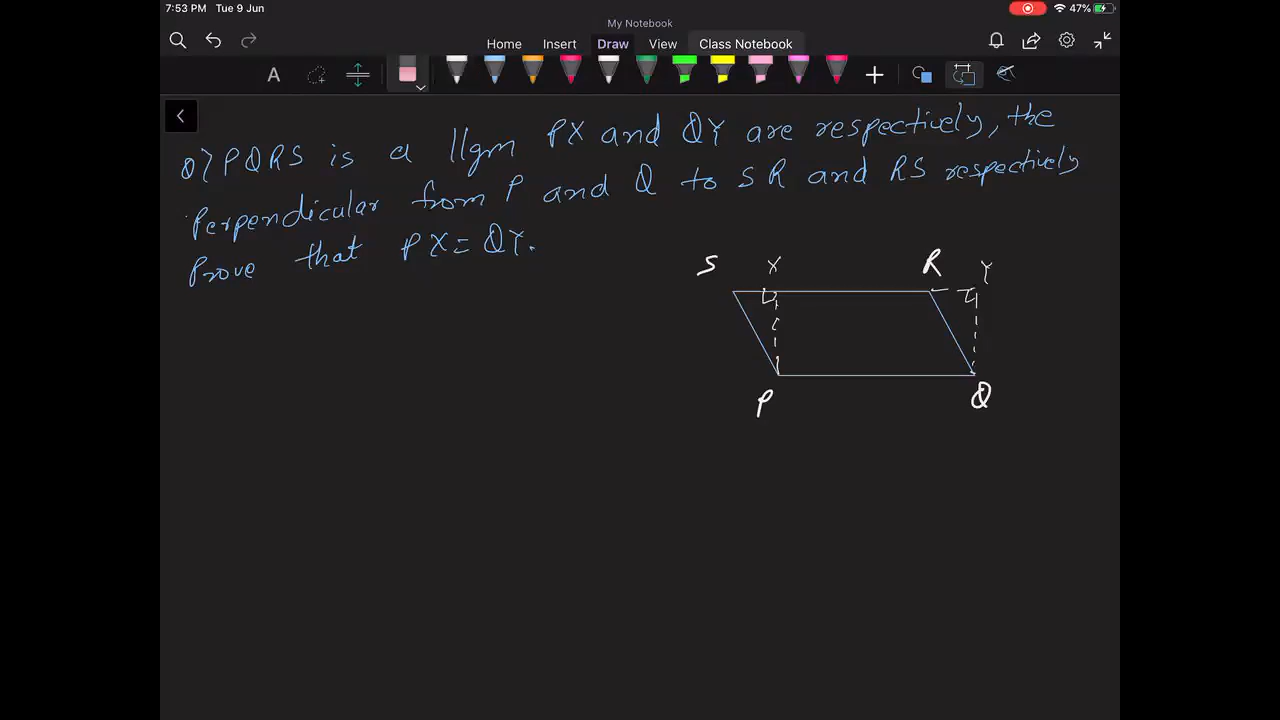 7:53 PM Tue 9 Jun
47%
My Notebook
Home Insert Draw View Class Notebook
A
Q) PQRS is a llgm PX and QY are respectively, the
Perpendicular from P and Q to SR and RS respectively
Prove that PX = QY.
S X R Y
P Q